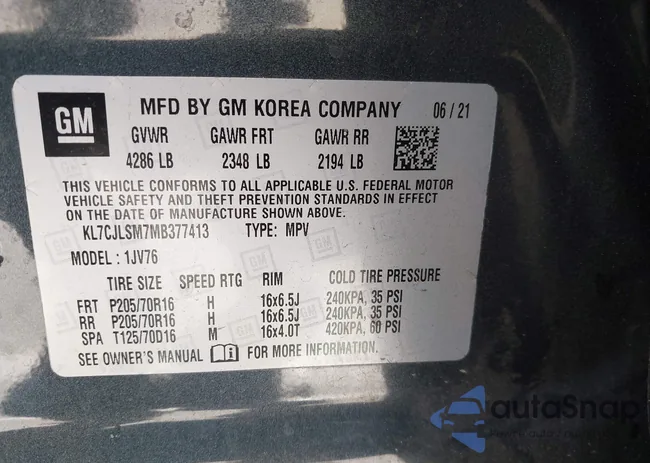 GM
MFD BY GM KOREA COMPANY 06/21
GVWR GAWR FRT GAWR RR
4286 LB 2348 LB 2194 LB
THIS VEHICLE CONFORMS TO ALL APPLICABLE U.S. FEDERAL MOTOR
VEHICLE SAFETY AND THEFT PREVENTION STANDARDS IN EFFECT
ON THE DATE OF MANUFACTURE SHOWN ABOVE.
KL7CJLSM7MB377413 TYPE: MPV
MODEL : 1JV76
TIRE SIZE SPEED RTG RIM COLD TIRE PRESSURE
FRT P205/70R16 H 16x6.5J 240KPA, 35 PSI
RR P205/70R16 H 16x6.5J 240KPA, 35 PSI
SPA T125/70D16 M 16x4.0T 420KPA, 60 PSI
SEE OWNER'S MANUAL i FOR MORE INFORMATION.
autoSnap